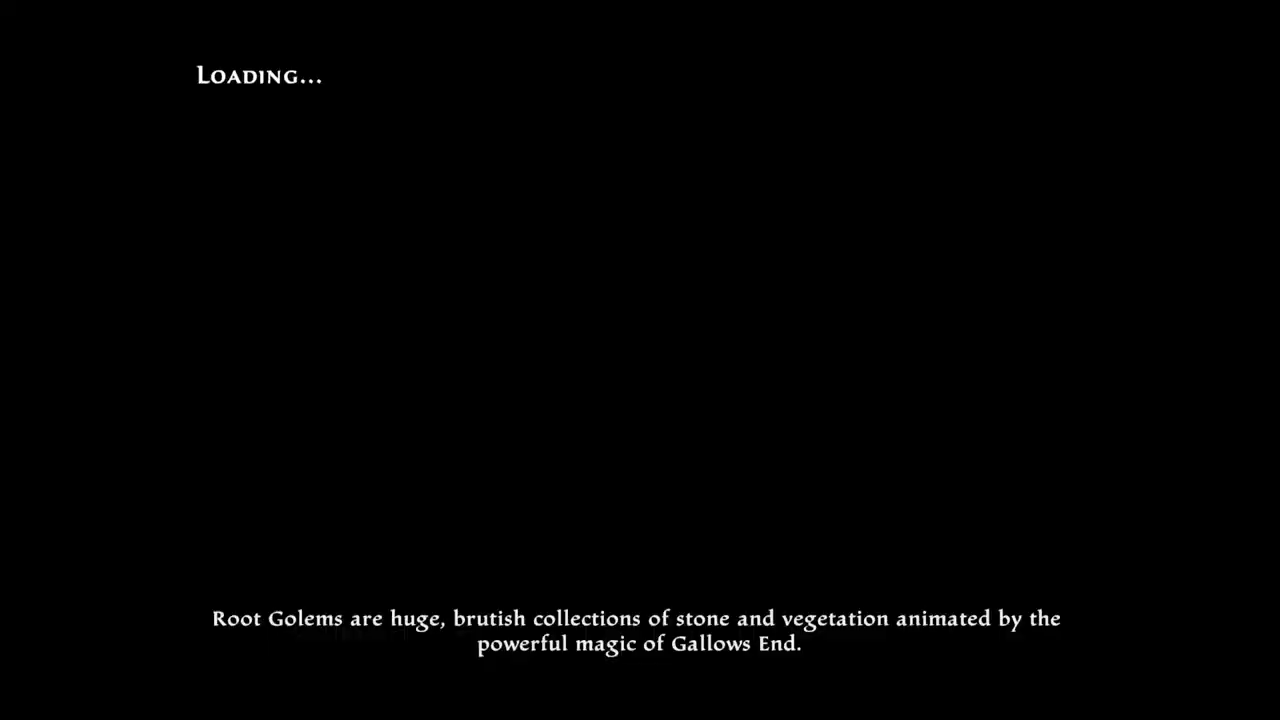 Loading...
Root Golems are huge, brutish collections of stone and vegetation animated by the
powerful magic of Gallows End.